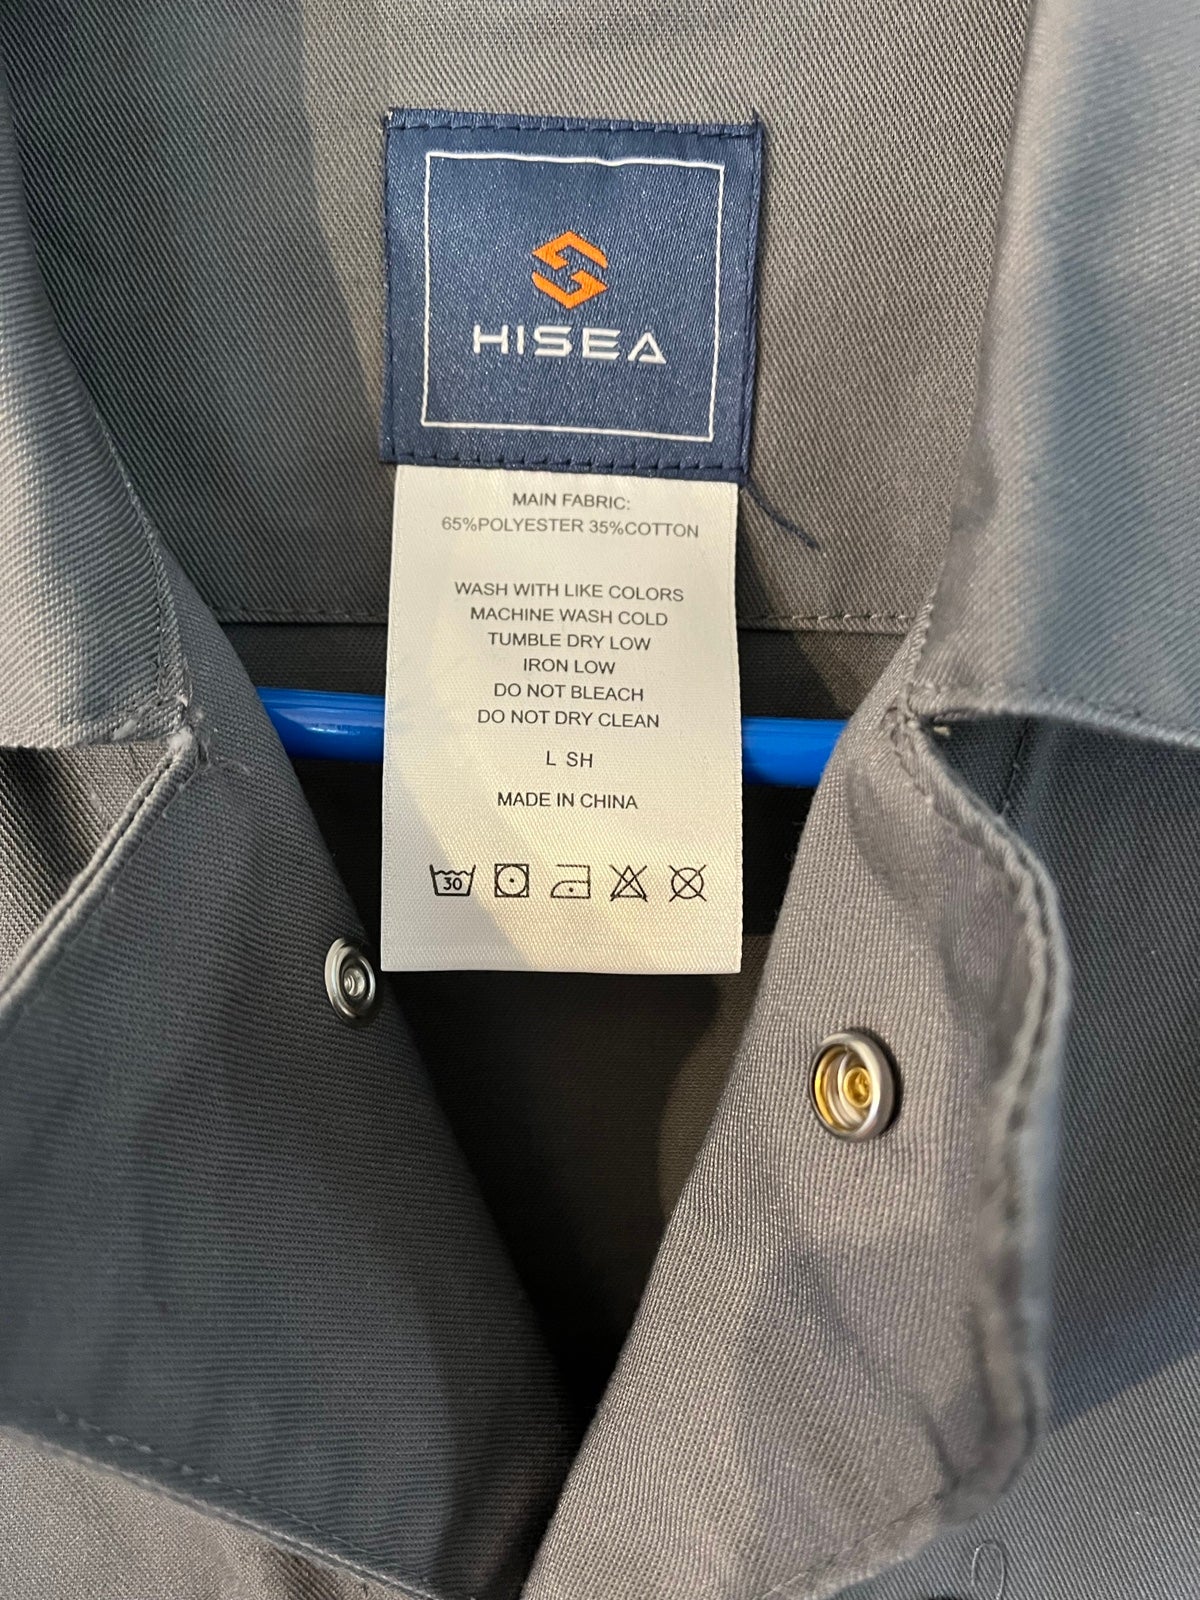 HISEA
MAIN FABRIC:
65%POLYESTER 35%COTTON
WASH WITH LIKE COLORS
MACHINE WASH COLD
TUMBLE DRY LOW
IRON LOW
DO NOT BLEACH
DO NOT DRY CLEAN
L SH
MADE IN CHINA
30